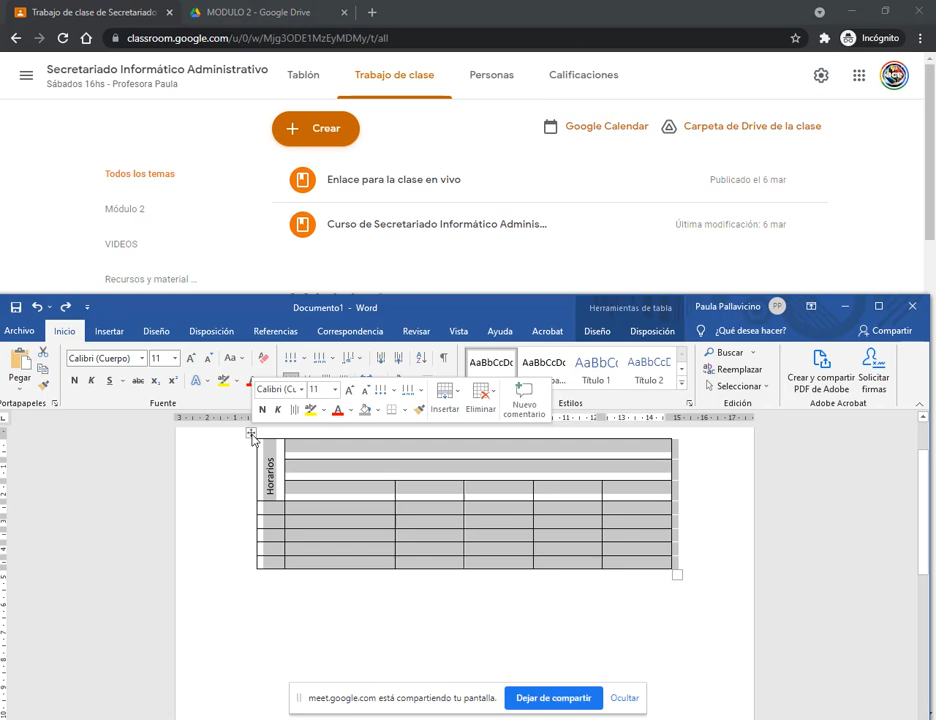 Trabajo de clase de Secretariado
MODULO 2 - Google Drive
classroom.google.com/u/0/w/Mjg3ODE1MzEyMDMy/t/all
Incógnito
Secretariado Informático Administrativo
Sábados 16hs - Profesora Paula
Tablón
Trabajo de clase
Personas
Calificaciones
Crear
Google Calendar
Carpeta de Drive de la clase
Todos los temas
Módulo 2
VIDEOS
Recursos y material ...
Enlace para la clase en vivo
Publicado el 6 mar
Curso de Secretariado Informático Adminis...
Última modificación: 6 mar
Documento1 - Word
Herramientas de tabla
Paula Pallavicino
PP
Archivo
Inicio
Insertar
Diseño
Disposición
Referencias
Correspondencia
Revisar
Vista
Ayuda
Acrobat
Diseño
Disposición
¿Qué desea hacer?
Compartir
Pegar
Calibri (Cuerpo)
11
Aa
N K S abc x₂ x²
AaBbCcDc
AaBbCcDc
AaBbCc
AaBbCcE
Título 1
Título 2
Buscar
Reemplazar
Seleccionar
Crear y compartir
PDF de Adobe
Solicitar
firmas
Portapapeles
Fuente
Estilos
Adobe Acrobat
Calibri (Cu
11
N K
Insertar
Eliminar
Nuevo
comentario
Horarios
meet.google.com está compartiendo tu pantalla.
Dejar de compartir
Ocultar